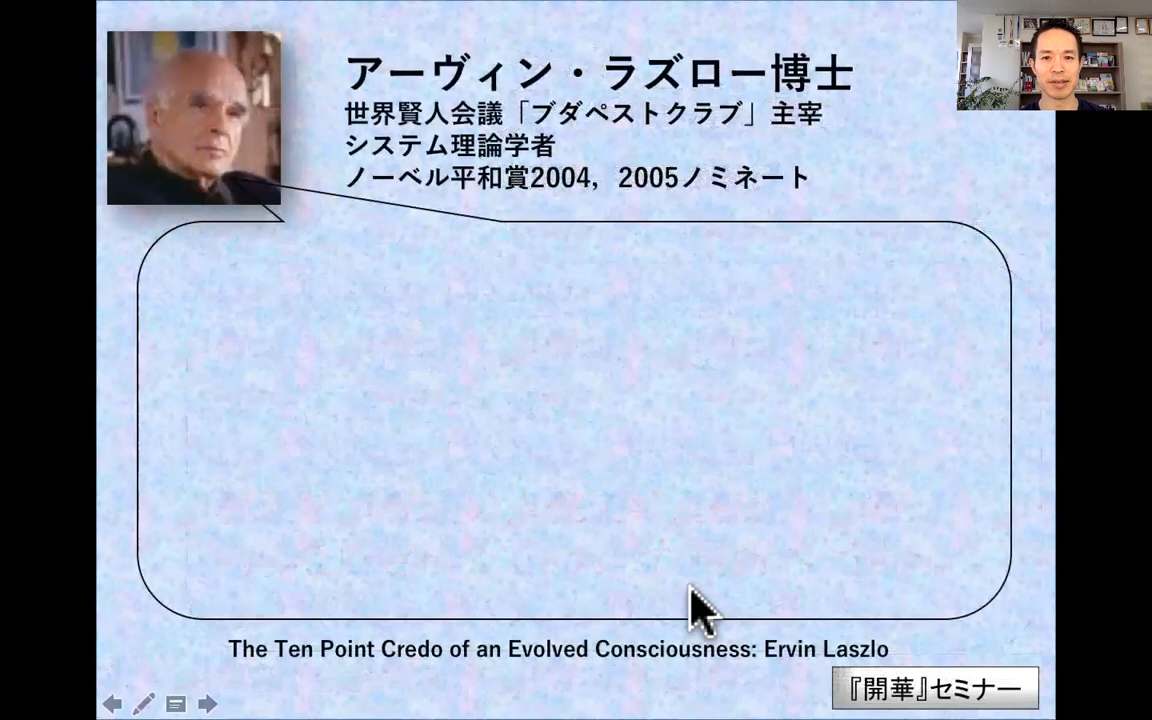 アーヴィン・ラズロー博士
世界賢人会議「ブダペストクラブ」主宰
システム理論学者
ノーベル平和賞2004，2005ノミネート
The Ten Point Credo of an Evolved Consciousness: Ervin Laszlo
『開華』セミナー